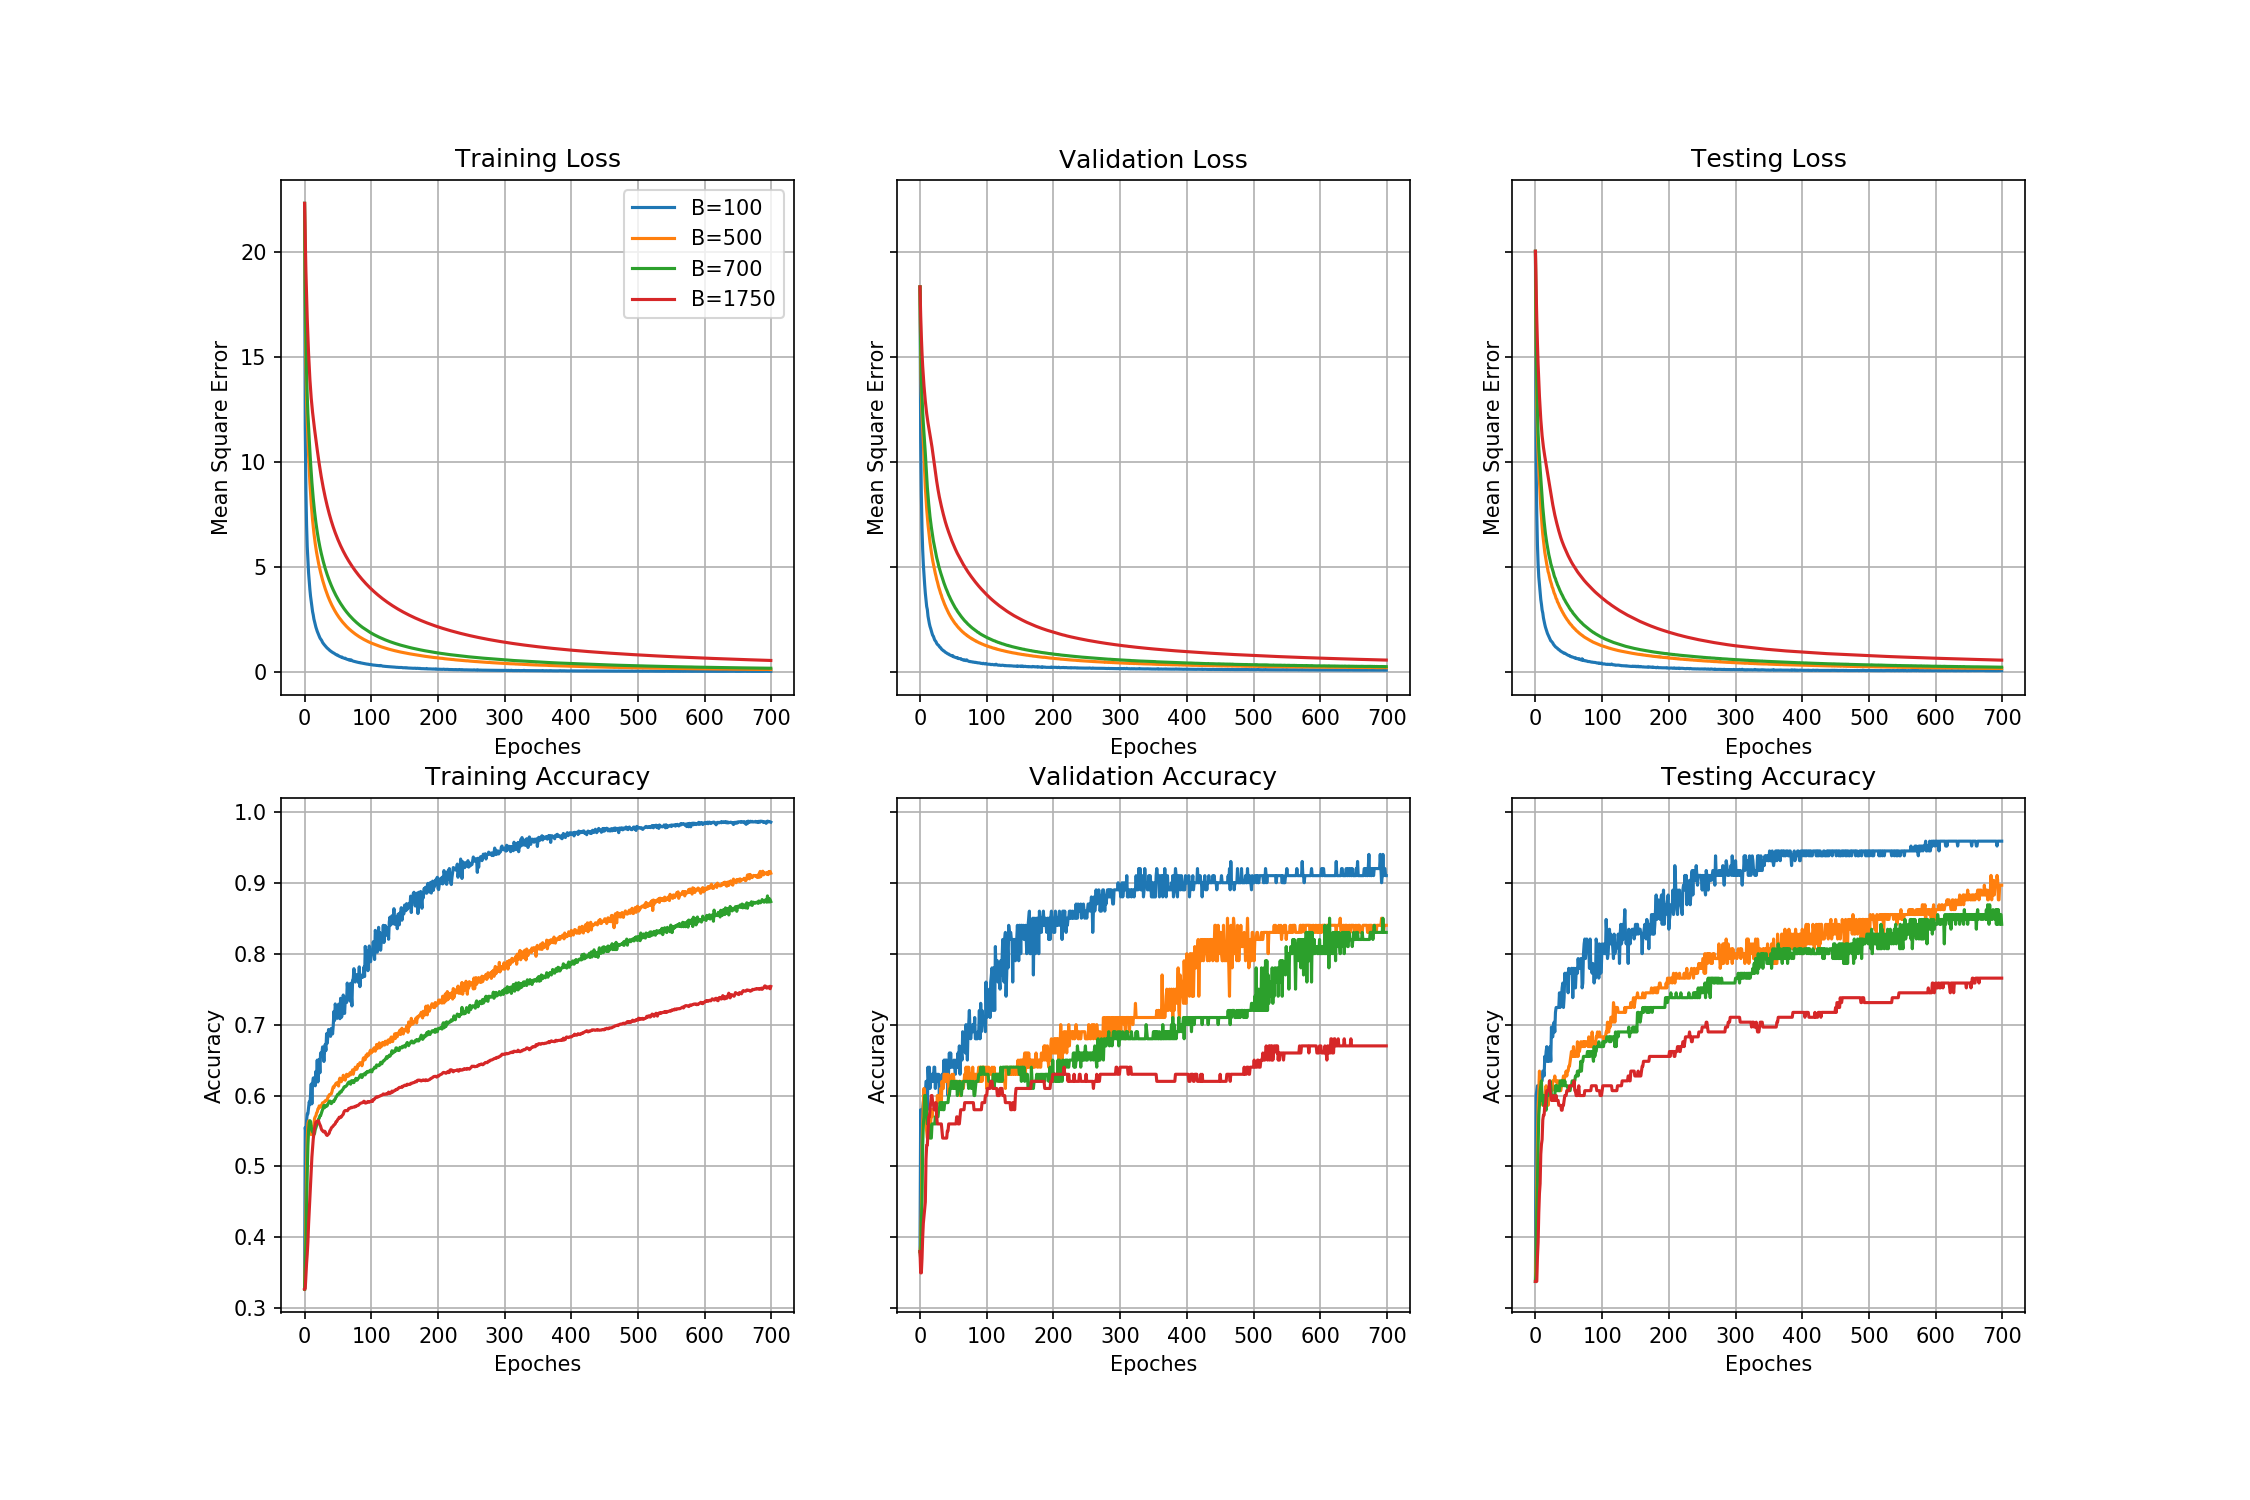 Training Loss
Validation Loss
Testing Loss
B=100
B=500
B=700
B=1750
20
15
10
5
0
Mean Square Error
Mean Square Error
Mean Square Error
0 100 200 300 400 500 600 700
0 100 200 300 400 500 600 700
0 100 200 300 400 500 600 700
Epoches
Epoches
Epoches
Training Accuracy
Validation Accuracy
Testing Accuracy
1.0
0.9
0.8
0.7
0.6
0.5
0.4
0.3
Accuracy
Accuracy
Accuracy
0 100 200 300 400 500 600 700
0 100 200 300 400 500 600 700
0 100 200 300 400 500 600 700
Epoches
Epoches
Epoches